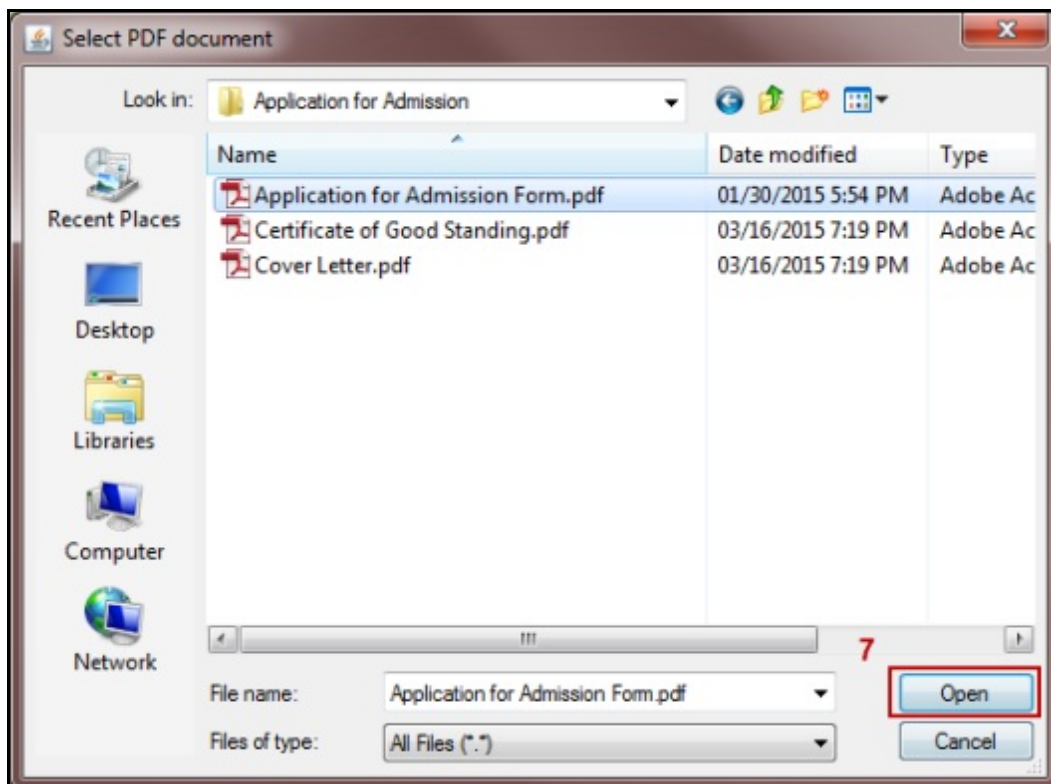 Select PDF document
Look in: Application for Admission
Name Date modified Type
Application for Admission Form.pdf 01/30/2015 5:54 PM Adobe Ac
Certificate of Good Standing.pdf 03/16/2015 7:19 PM Adobe Ac
Cover Letter.pdf 03/16/2015 7:19 PM Adobe Ac
Recent Places
Desktop
Libraries
Computer
Network
7
File name: Application for Admission Form.pdf Open
Files of type: All Files (*.*) Cancel